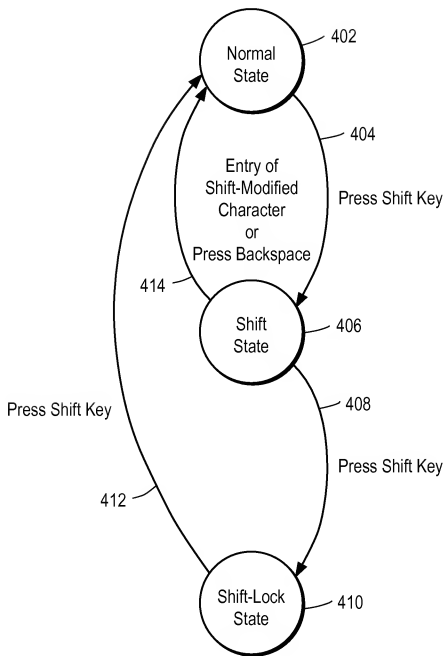 402
Normal
State
404
Entry of
Shift-Modified
Character
or
Press Backspace
Press Shift Key
414
Shift
State
406
408
Press Shift Key
Press Shift Key
412
Shift-Lock
State
410